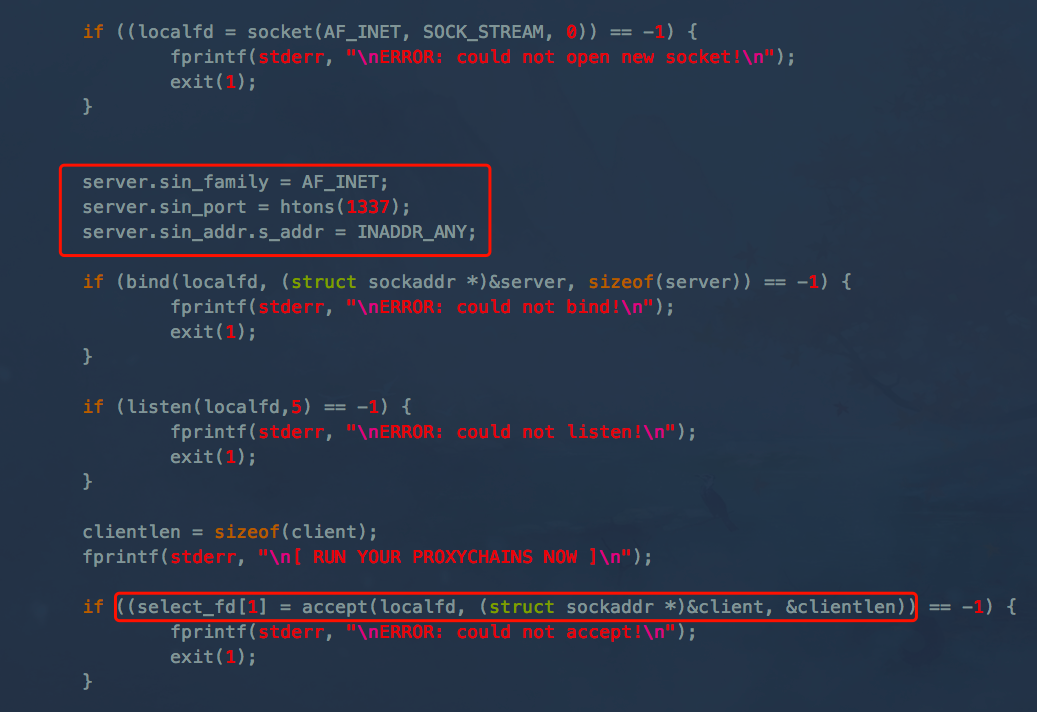 if ((localfd = socket(AF_INET, SOCK_STREAM, 0)) == -1) {
fprintf(stderr, "\nERROR: could not open new socket!\n");
exit(1);
}
server.sin_family = AF_INET;
server.sin_port = htons(1337);
server.sin_addr.s_addr = INADDR_ANY;
if (bind(localfd, (struct sockaddr *)&server, sizeof(server)) == -1) {
fprintf(stderr, "\nERROR: could not bind!\n");
exit(1);
}
if (listen(localfd,5) == -1) {
fprintf(stderr, "\nERROR: could not listen!\n");
exit(1);
}
clientlen = sizeof(client);
fprintf(stderr, "\n[ RUN YOUR PROXYCHAINS NOW ]\n");
if ((select_fd[1] = accept(localfd, (struct sockaddr *)&client, &clientlen)) == -1) {
fprintf(stderr, "\nERROR: could not accept!\n");
exit(1);
}